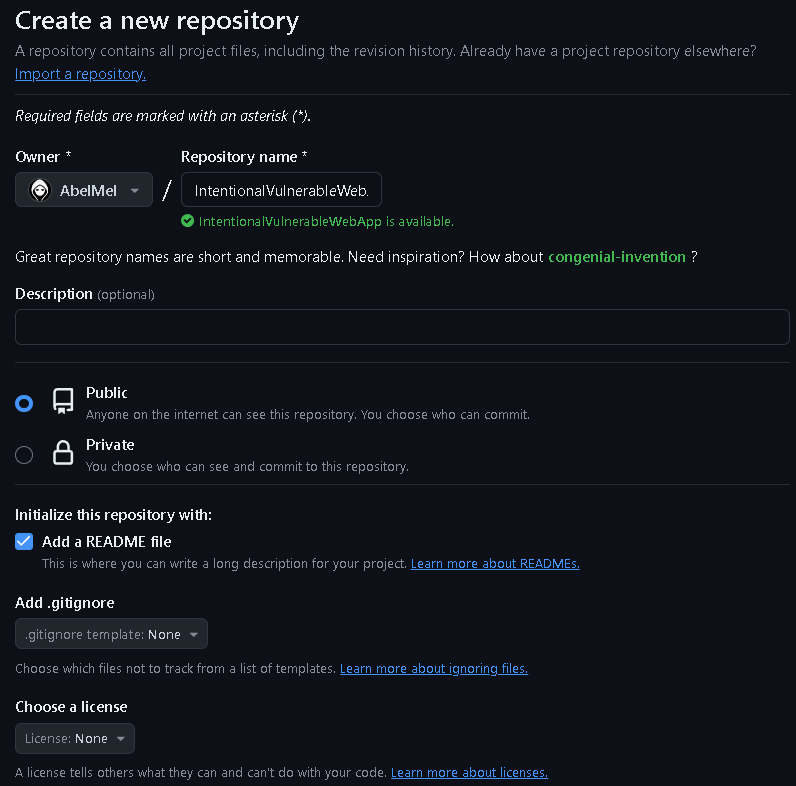 Create a new repository
A repository contains all project files, including the revision history. Already have a project repository elsewhere?
Import a repository.
Required fields are marked with an asterisk (*).
Owner * Repository name *
AbelMel / IntentionalVulnerableWeb
IntentionalVulnerableWebApp is available.
Great repository names are short and memorable. Need inspiration? How about congenial-invention ?
Description (optional)
Public
Anyone on the internet can see this repository. You choose who can commit.
Private
You choose who can see and commit to this repository.
Initialize this repository with:
Add a README file
This is where you can write a long description for your project. Learn more about READMEs.
Add .gitignore
.gitignore template: None
Choose which files not to track from a list of templates. Learn more about ignoring files.
Choose a license
License: None
A license tells others what they can and can't do with your code. Learn more about licenses.